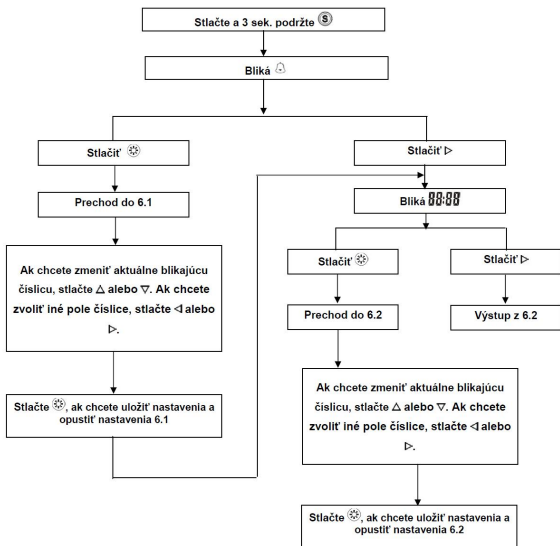 Stlačte a 3 sek. podržte Ⓢ
Bliká
Stlačiť
Stlačiť ▷
Prechod do 6.1
Bliká 88:88
Ak chcete zmeniť aktuálne blikajúcu
číslicu, stlačte △ alebo ▽. Ak chcete
zvoliť iné pole číslice, stlačte ◁ alebo
▷.
Stlačiť
Stlačiť ▷
Prechod do 6.2
Výstup z 6.2
Stlačte , ak chcete uložiť nastavenia a
opustiť nastavenia 6.1
Ak chcete zmeniť aktuálne blikajúcu
číslicu, stlačte △ alebo ▽. Ak chcete
zvoliť iné pole číslice, stlačte ◁ alebo
▷.
Stlačte , ak chcete uložiť nastavenia a
opustiť nastavenia 6.2